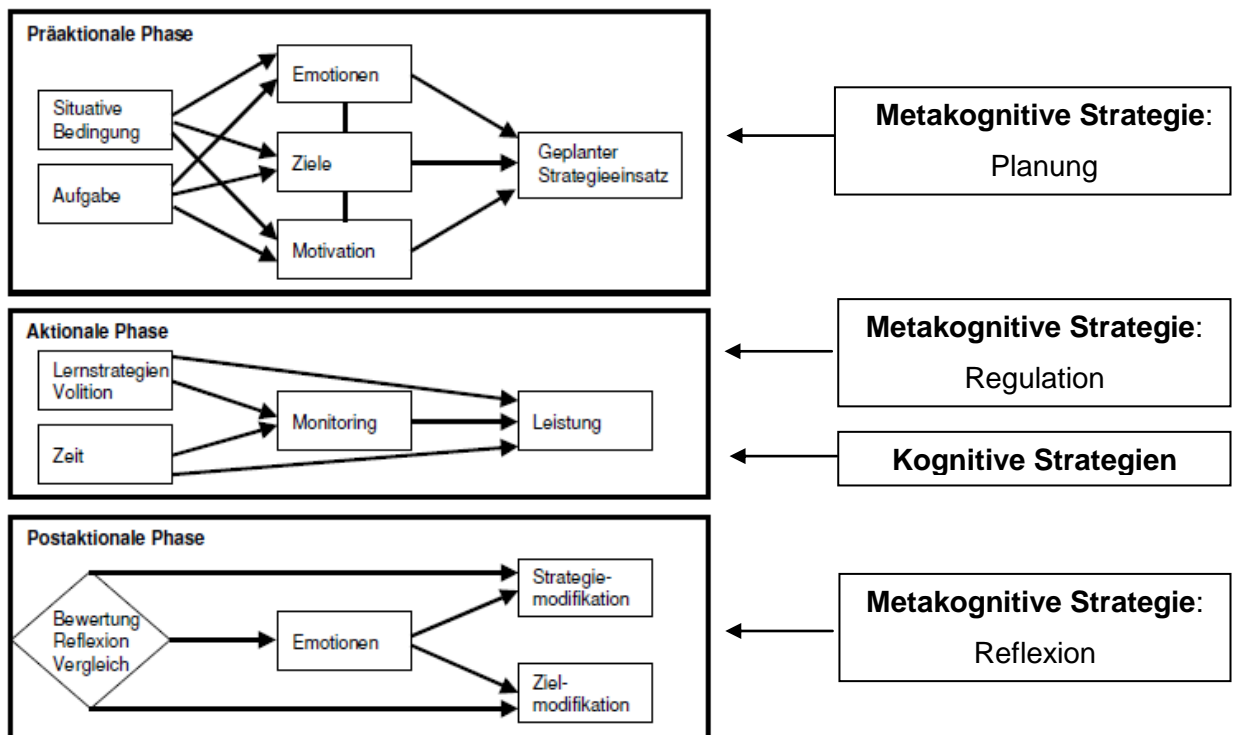 Präaktionale Phase
Situative
Bedingung
Aufgabe
Emotionen
Ziele
Motivation
Geplanter
Strategieeinsatz
Metakognitive Strategie:
Planung
Aktionale Phase
Lernstrategien
Volition
Zeit
Monitoring
Leistung
Metakognitive Strategie:
Regulation
Kognitive Strategien
Postaktionale Phase
Bewertung
Reflexion
Vergleich
Emotionen
Strategie-
modifikation
Ziel-
modifikation
Metakognitive Strategie:
Reflexion